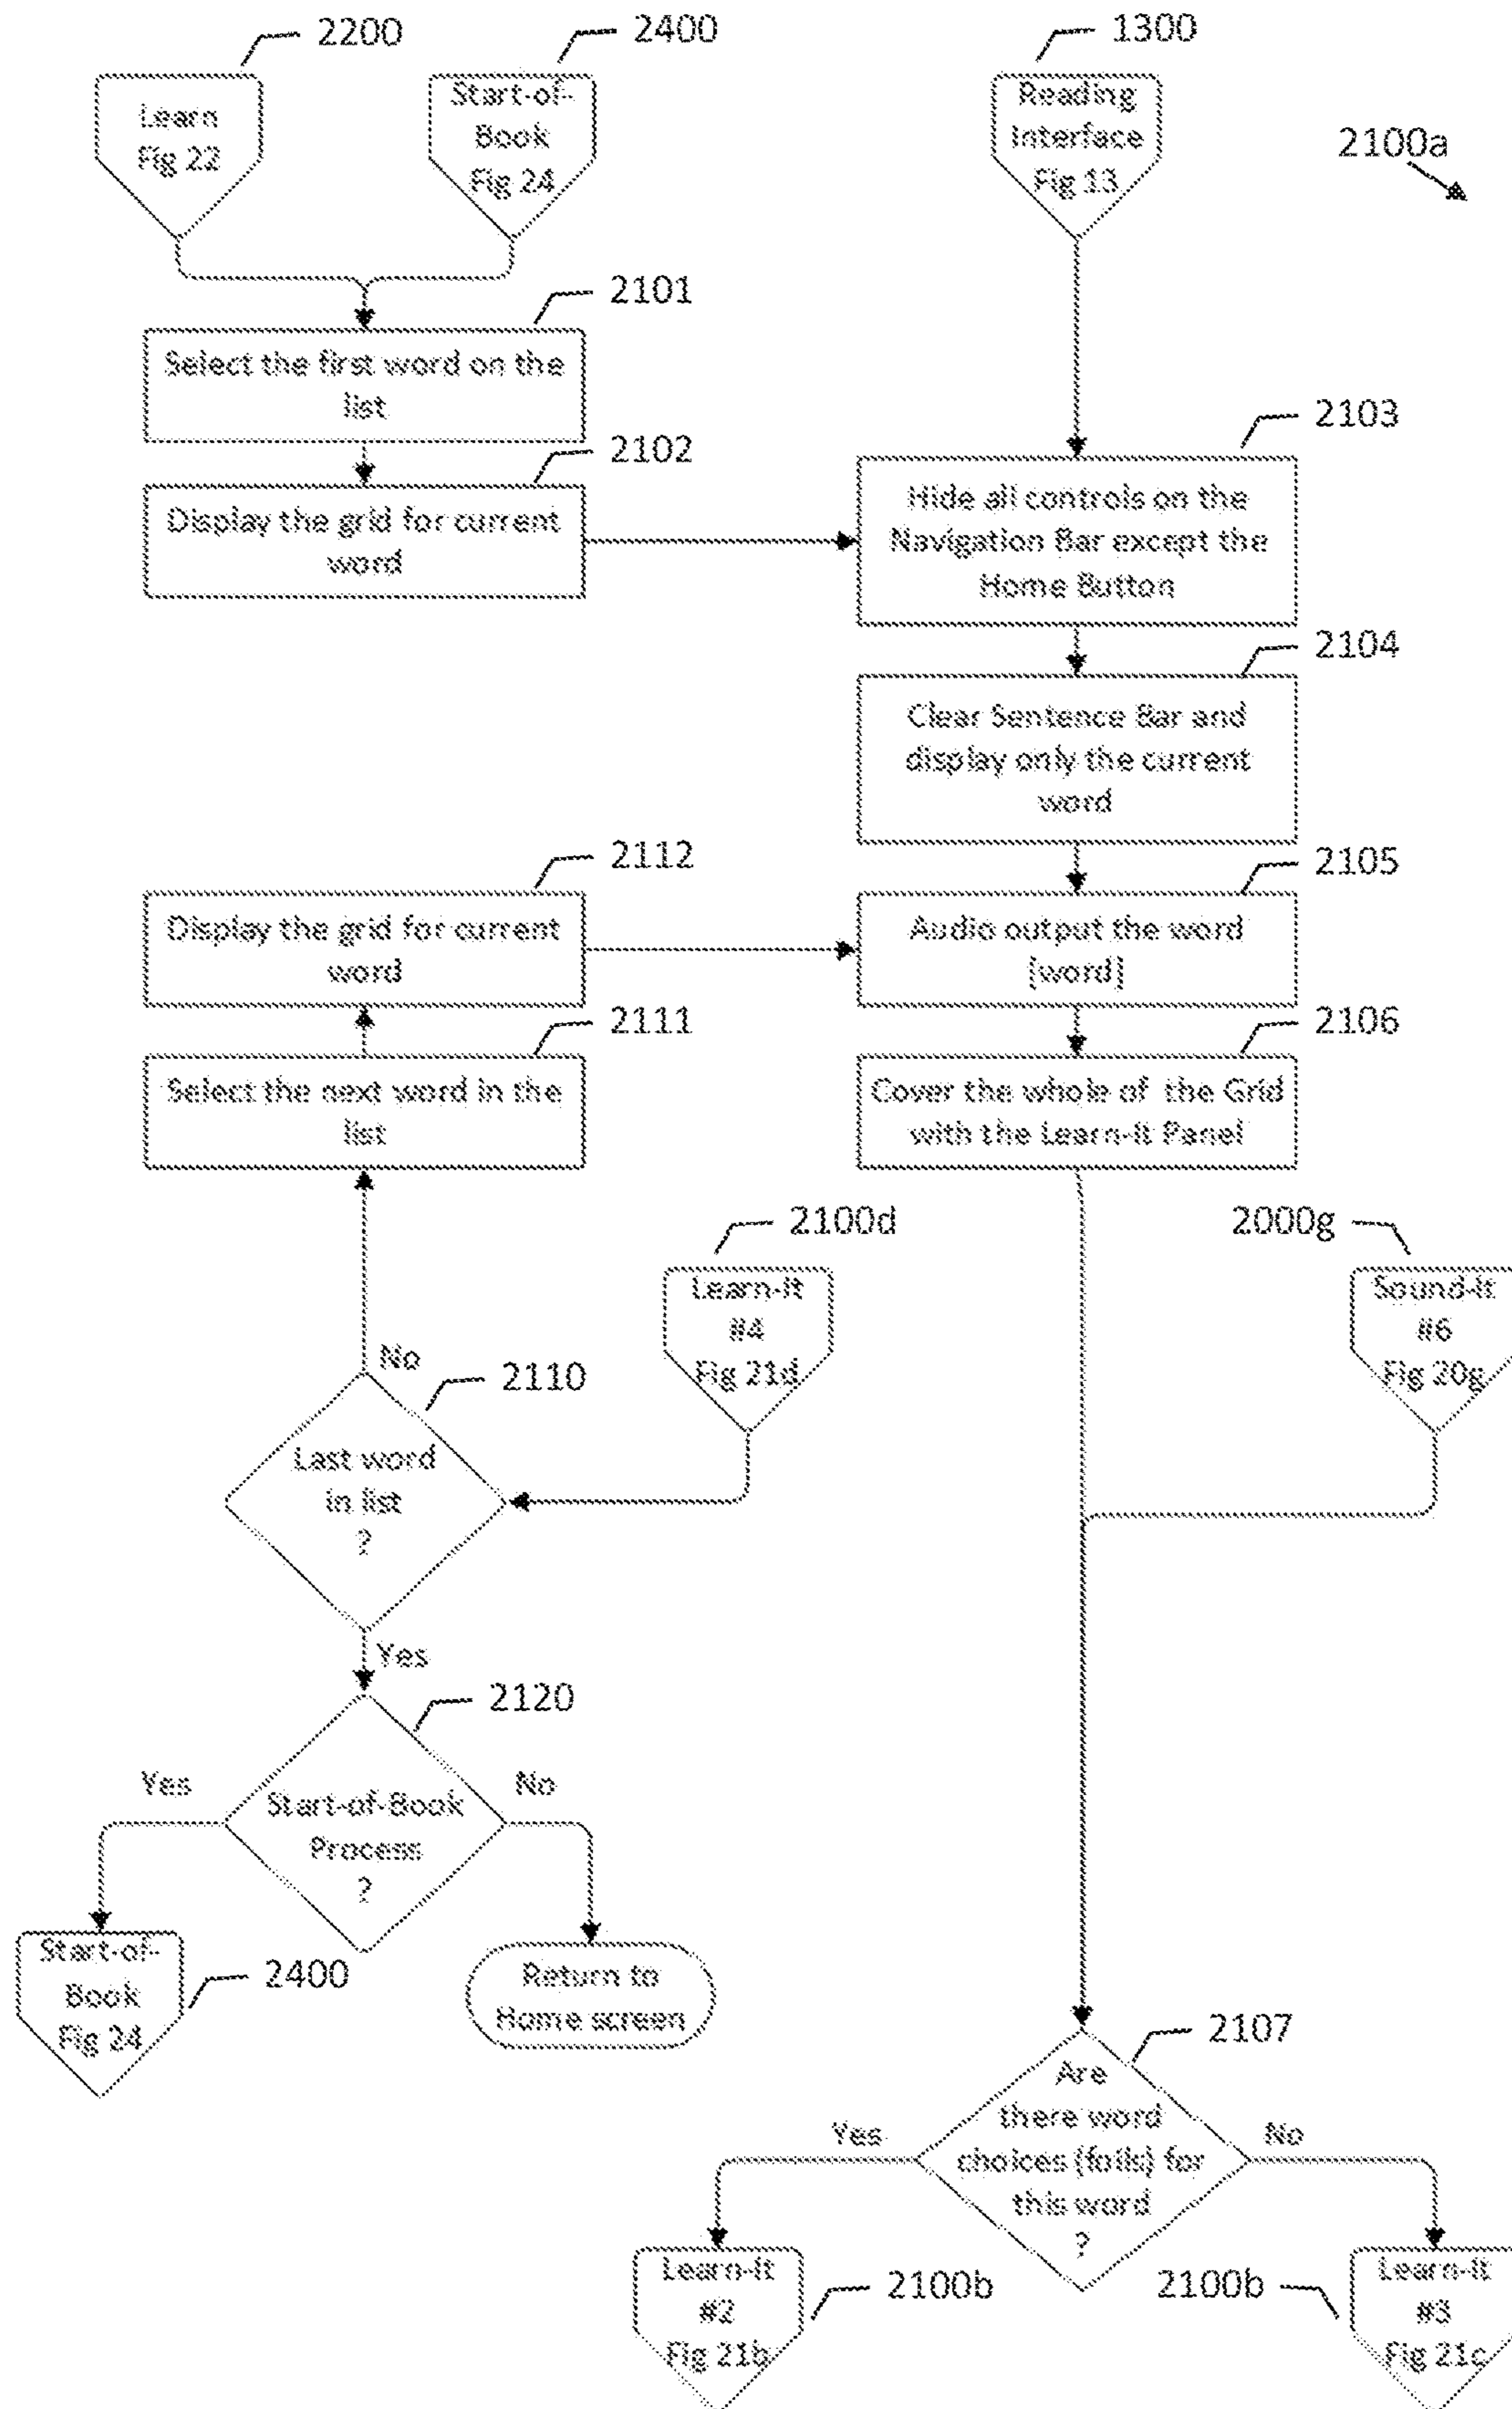 2200
2400
1300
Learn
Fig 22
Start-of-
Book
Fig 24
Reading
Interface
Fig 13
2100a
2101
Select the first word on the
list
2102
Display the grid for current
word
2103
Hide all controls on the
Navigation Bar except the
Home Button
2104
Clear Sentence Bar and
display only the current
word
2112
Display the grid for current
word
2105
Audio output the word
[word]
2111
Select the next word in the
list
2106
Cover the whole of the Grid
with the Learn-It Panel
2100d
Learn-It
#4
Fig 21d
2000g
Sound-It
#6
Fig 20g
No
2110
Last word
in list
?
Yes
2120
Start-of-Book
Process
?
Yes
No
Start-of-
Book
Fig 24
2400
Return to
Home screen
2107
Are
there word
choices (foils) for
this word
?
Yes
No
Learn-It
#2
Fig 21b
2100b
2100b
Learn-It
#3
Fig 21c